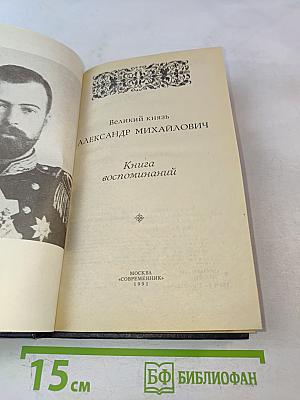 Великий князь
АЛЕКСАНДР МИХАЙЛОВИЧ
Книга
воспоминаний
МОСКВА
«СОВРЕМЕННИК»
1991
15 см
БФ БИБЛИОФАН